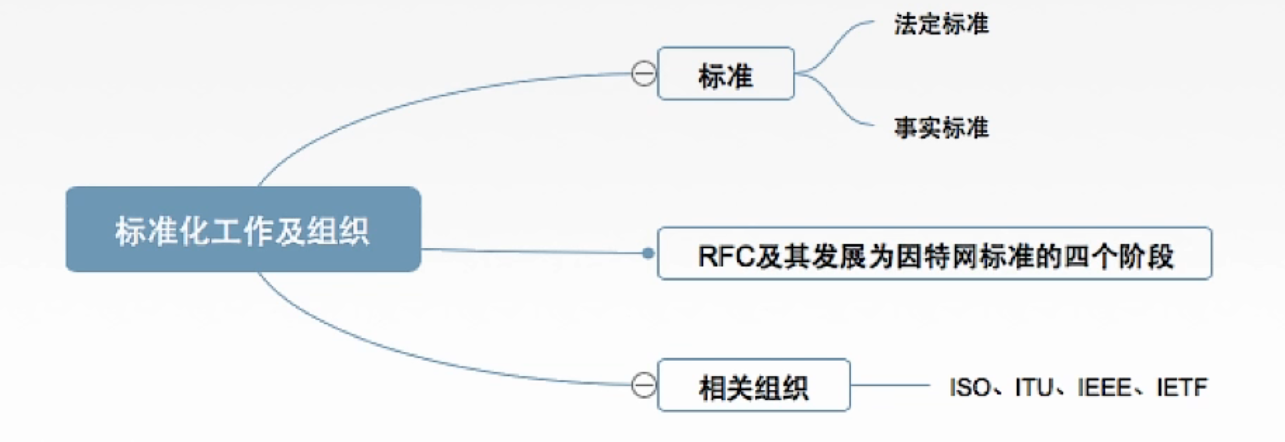 标准化工作及组织
标准
法定标准
事实标准
RFC及其发展为因特网标准的四个阶段
相关组织
ISO、ITU、IEEE、IETF